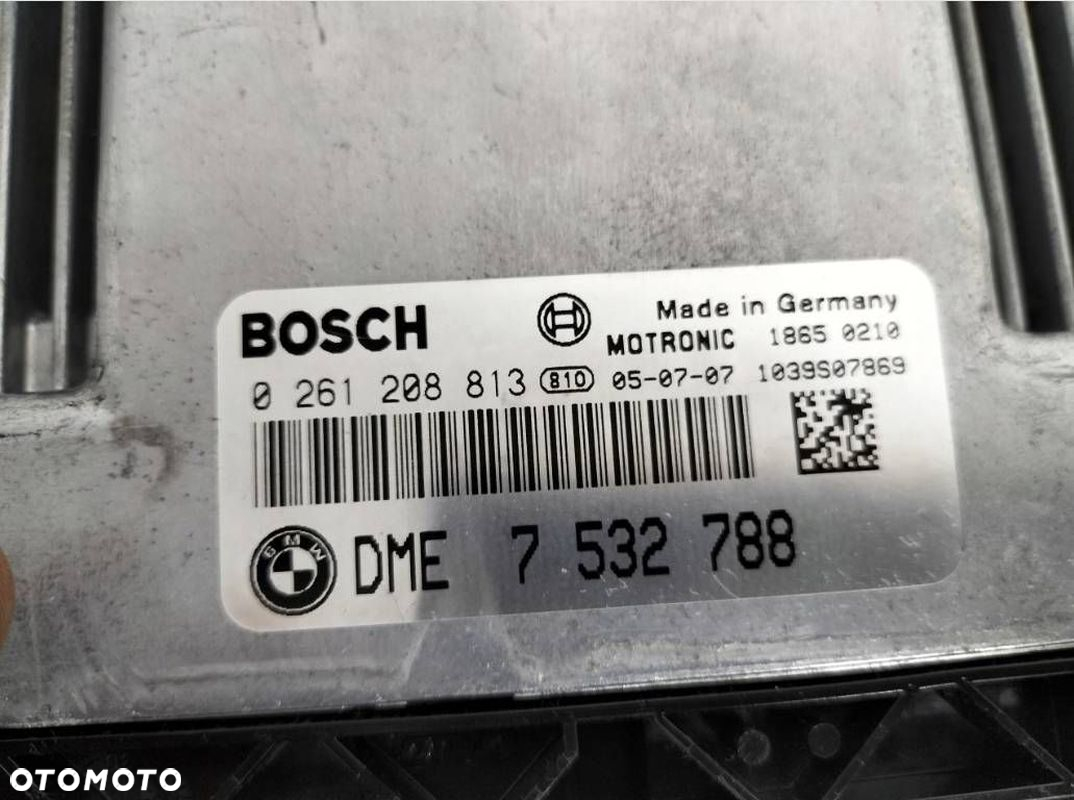 BOSCH
Made in Germany
MOTRONIC 1865 0210
0 261 208 813 810 05-07-07 1039S07869
BMW DME 7 532 788
OTOMOTO